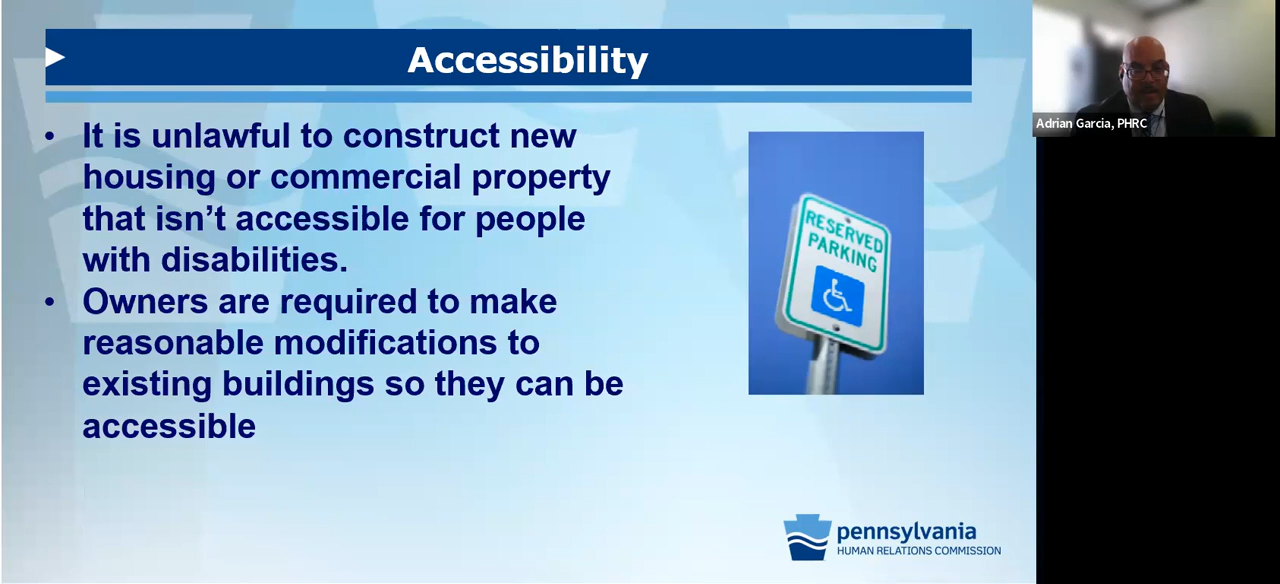 Accessibility
• It is unlawful to construct new
housing or commercial property
that isn’t accessible for people
with disabilities.
• Owners are required to make
reasonable modifications to
existing buildings so they can be
accessible
RESERVED
PARKING
pennsylvania
HUMAN RELATIONS COMMISSION
Adrian Garcia, PHRC